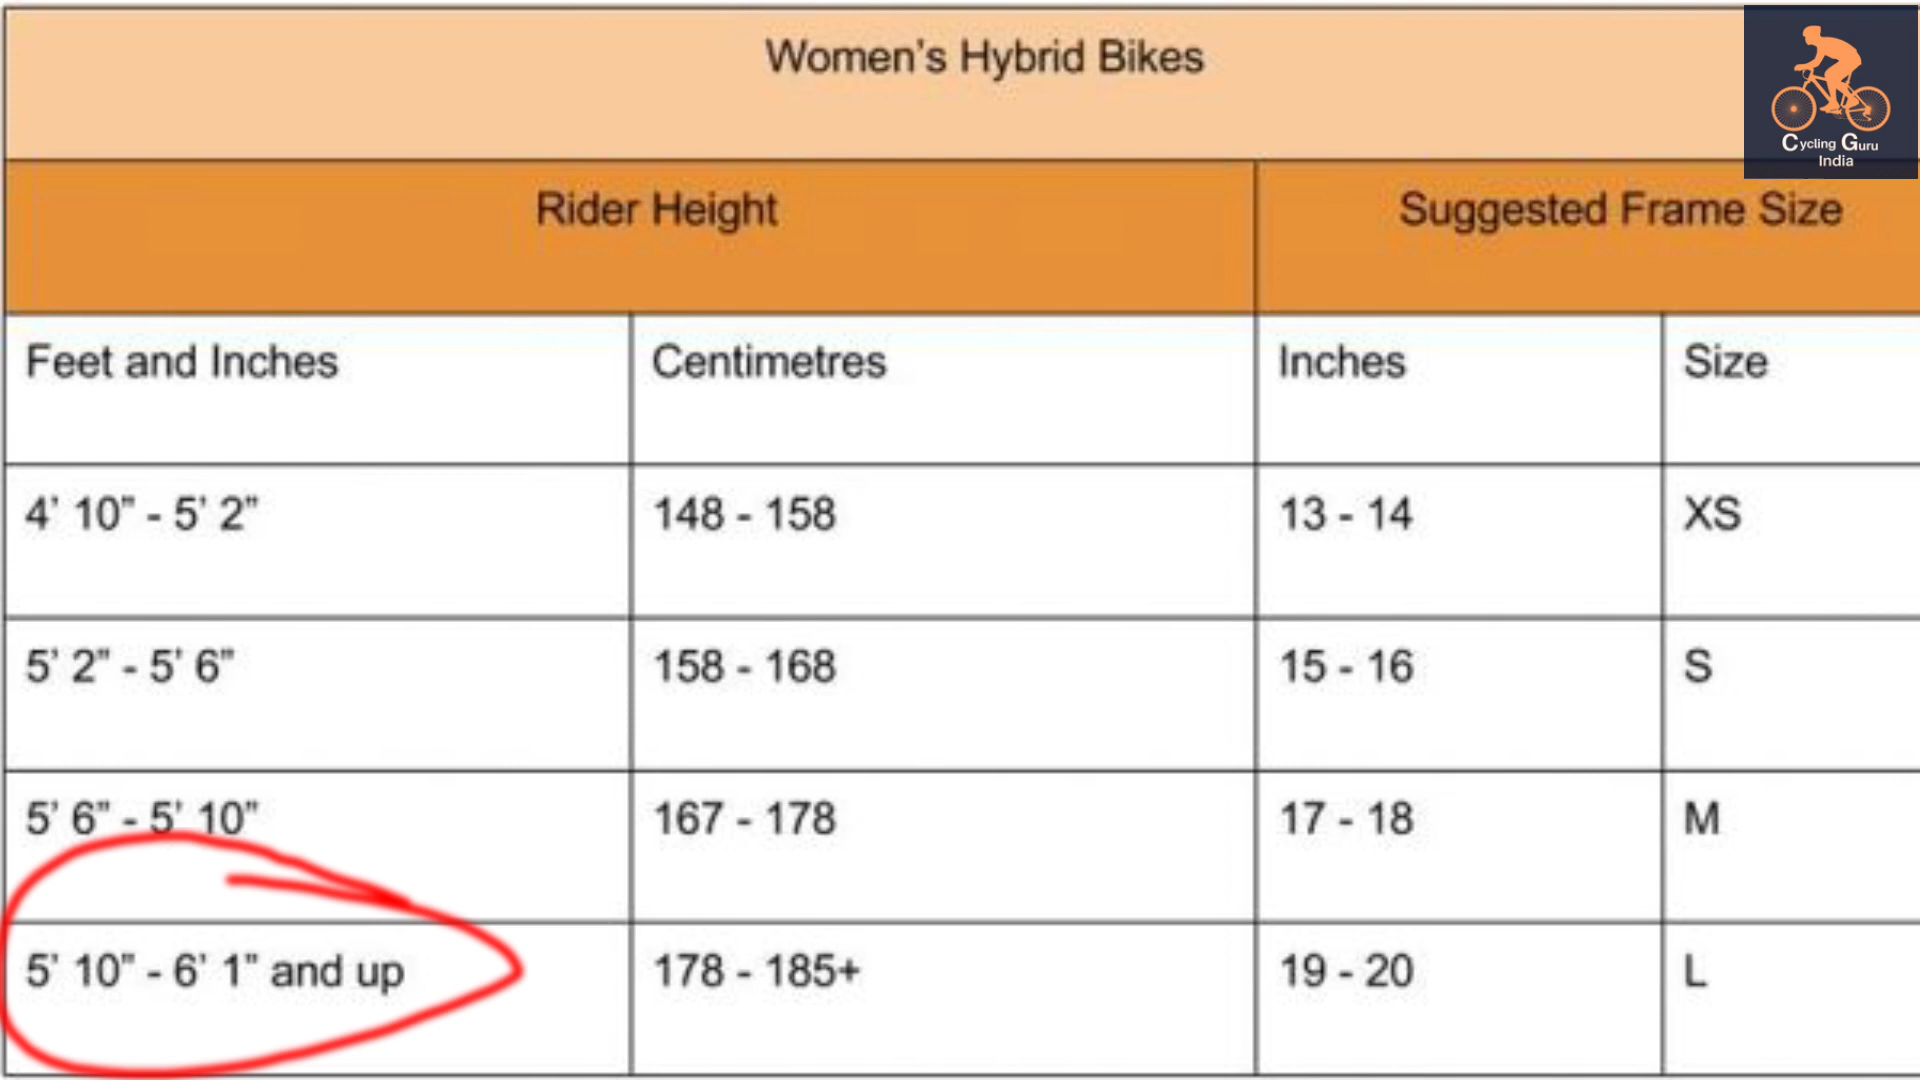 Women's Hybrid Bikes
Cycling Guru
India
Rider Height Suggested Frame Size
Feet and Inches Centimetres Inches Size
4’ 10” - 5’ 2” 148 - 158 13 - 14 XS
5’ 2” - 5’ 6” 158 - 168 15 - 16 S
5’ 6” - 5’ 10” 167 - 178 17 - 18 M
5’ 10” - 6’ 1” and up 178 - 185+ 19 - 20 L